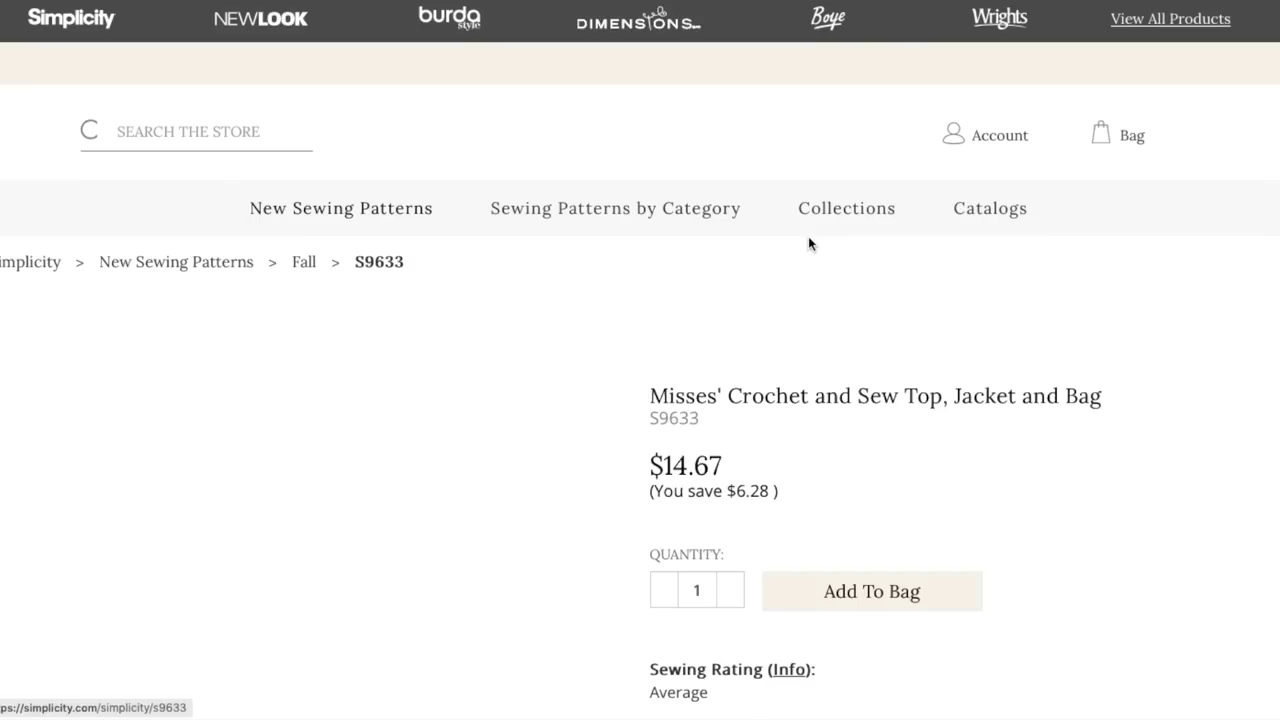 Simplicity NEWLOOK burda style DIMENSIONS Boye Wrights View All Products
SEARCH THE STORE
Account Bag
New Sewing Patterns Sewing Patterns by Category Collections Catalogs
implicity > New Sewing Patterns > Fall > S9633
Misses' Crochet and Sew Top, Jacket and Bag
S9633
$14.67
(You save $6.28 )
QUANTITY:
1 Add To Bag
Sewing Rating (Info):
Average
ps://simplicity.com/simplicity/s9633